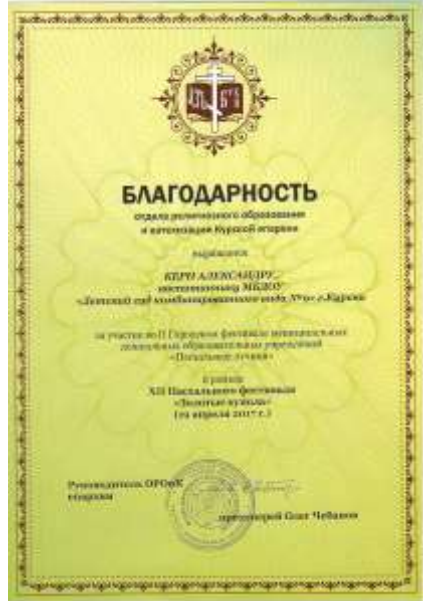 БЛАГОДАРНОСТЬ
отдела религиозного образования
и катехизации Курской епархии
выражается
КЕРН АЛЕКСАНДРУ,
воспитаннику МБДОУ
«Детский сад комбинированного вида г.Курска
за участие во II Городском фестивале муниципальных
дошкольных образовательных учреждений
«Пасхальные лучики»
в рамках
XII Пасхального фестиваля
«Золотые купола»
(19 апреля 2017 г.)
Руководитель ОРОиК
епархии
протоиерей Олег Чебанов